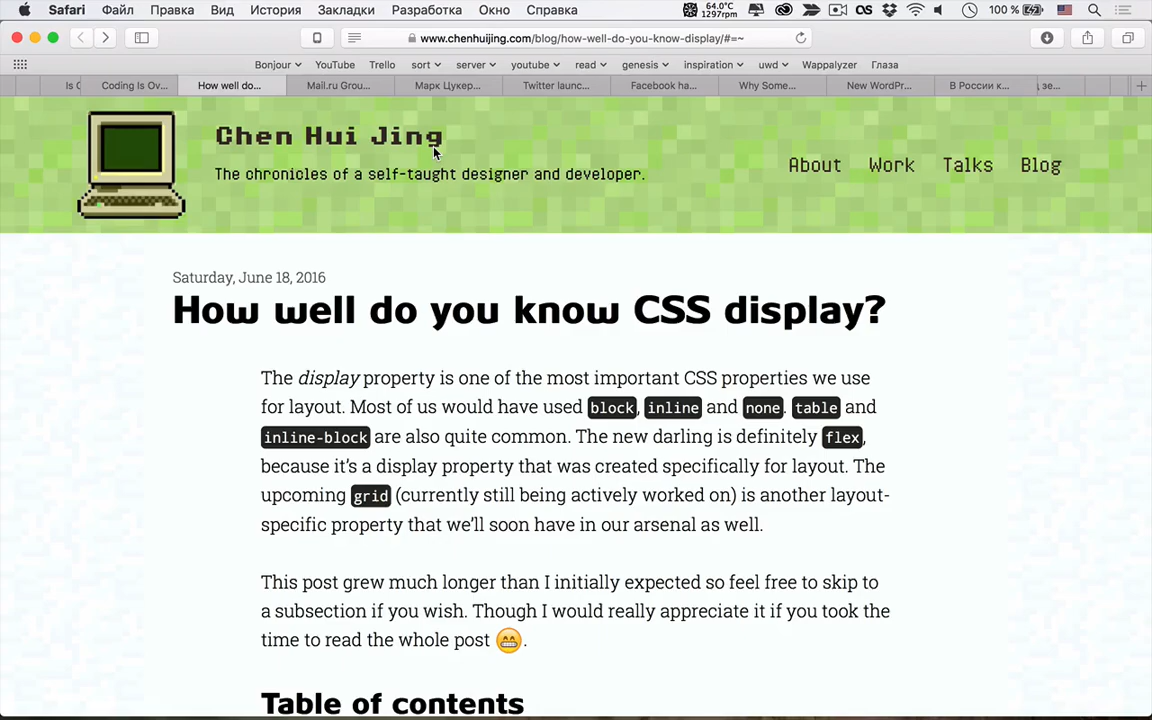 Safari Файл Правка Вид История Закладки Разработка Окно Справка 64.0°C 1297rpm 100 %
www.chenhuijing.com/blog/how-well-do-you-know-display/#=~
Bonjour YouTube Trello sort server youtube read genesis inspiration uwd Wappalyzer Глаза
Is C Coding Is Ov... How well do... Mail.ru Grou... Марк Цукер... Twitter launc... Facebook ha... Why Some... New WordPr... В России к... зе...
Chen Hui Jing
The chronicles of a self-taught designer and developer.
About Work Talks Blog
Saturday, June 18, 2016
How well do you know CSS display?
The display property is one of the most important CSS properties we use
for layout. Most of us would have used block, inline and none. table and
inline-block are also quite common. The new darling is definitely flex,
because it’s a display property that was created specifically for layout. The
upcoming grid (currently still being actively worked on) is another layout-
specific property that we’ll soon have in our arsenal as well.
This post grew much longer than I initially expected so feel free to skip to
a subsection if you wish. Though I would really appreciate it if you took the
time to read the whole post 😁.
Table of contents